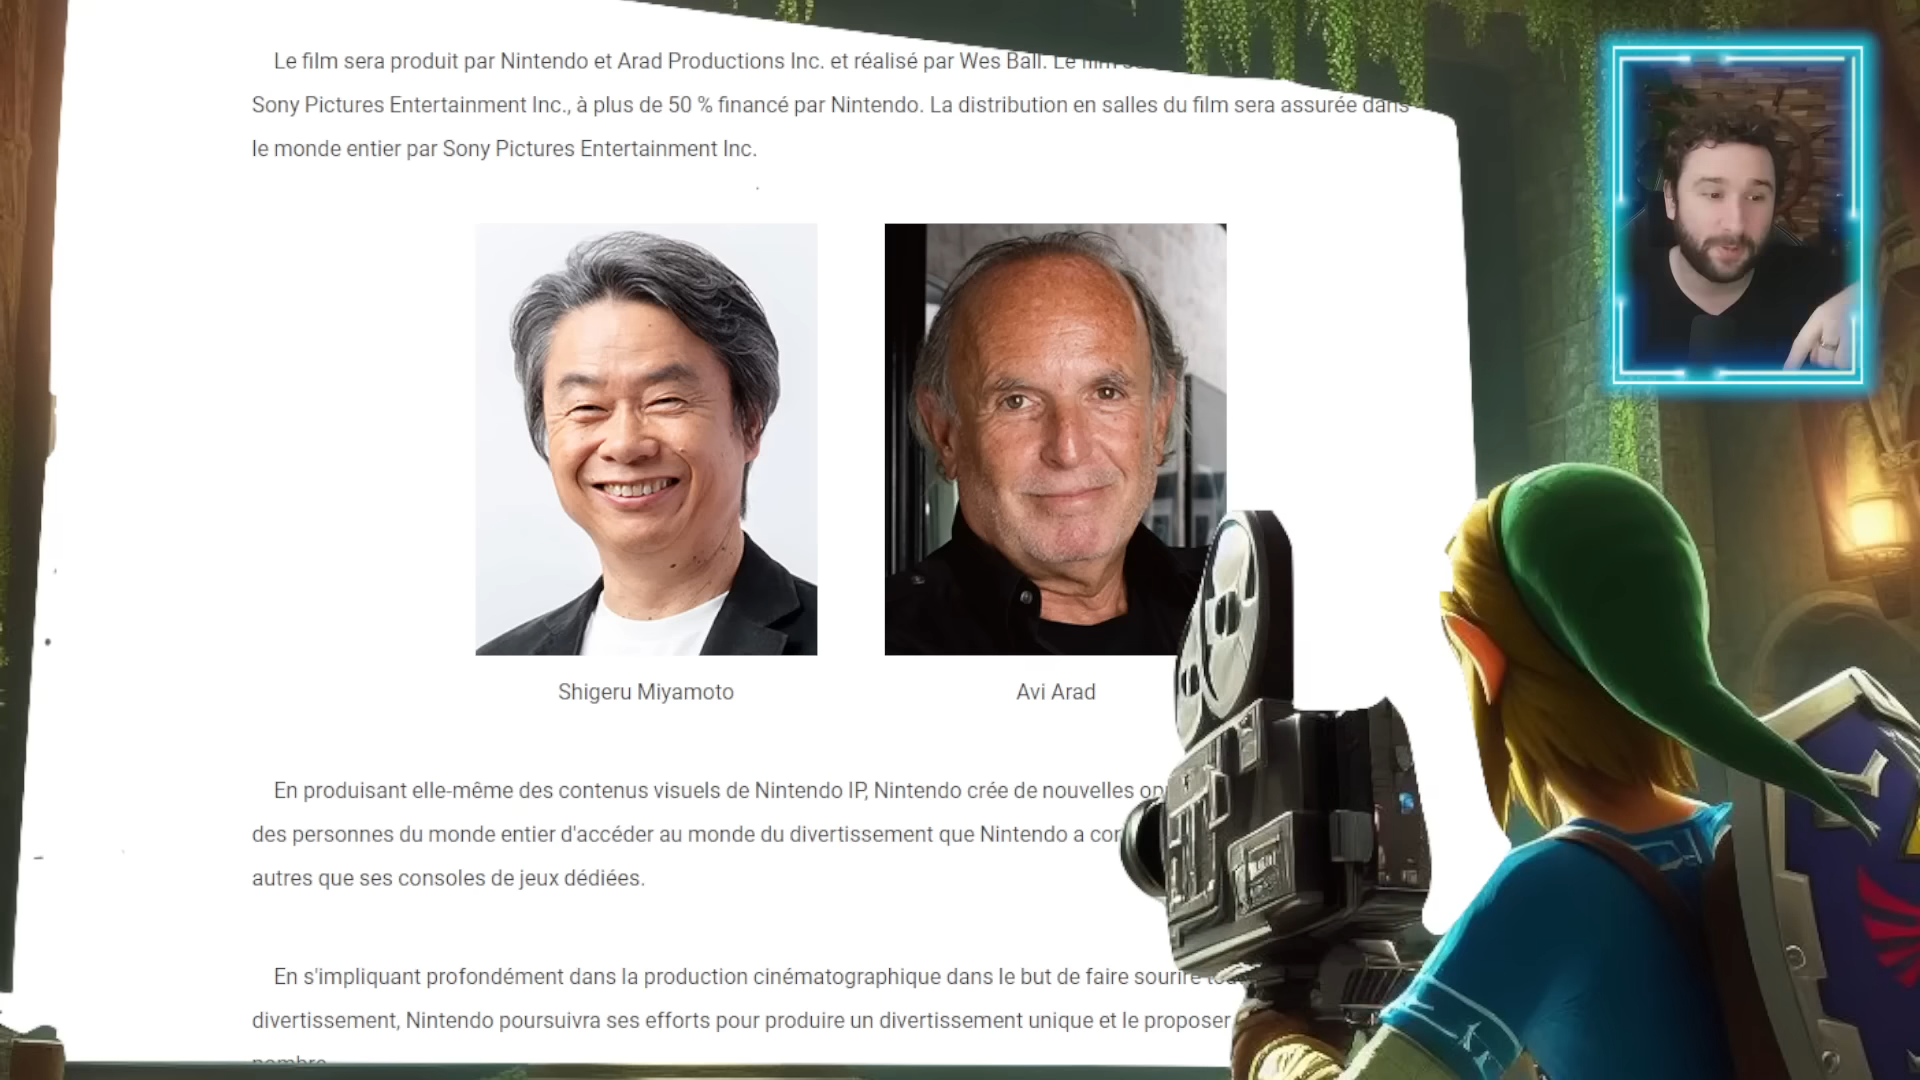 Le film sera produit par Nintendo et Arad Productions Inc. et réalisé par Wes Ball. Le film
Sony Pictures Entertainment Inc., à plus de 50 % financé par Nintendo. La distribution en salles du film sera assurée dans
le monde entier par Sony Pictures Entertainment Inc.
Shigeru Miyamoto
Avi Arad
En produisant elle-même des contenus visuels de Nintendo IP, Nintendo crée de nouvelles
des personnes du monde entier d'accéder au monde du divertissement que Nintendo a
autres que ses consoles de jeux dédiées.
En s'impliquant profondément dans la production cinématographique dans le but de faire sourire
divertissement, Nintendo poursuivra ses efforts pour produire un divertissement unique et le proposer
nombre